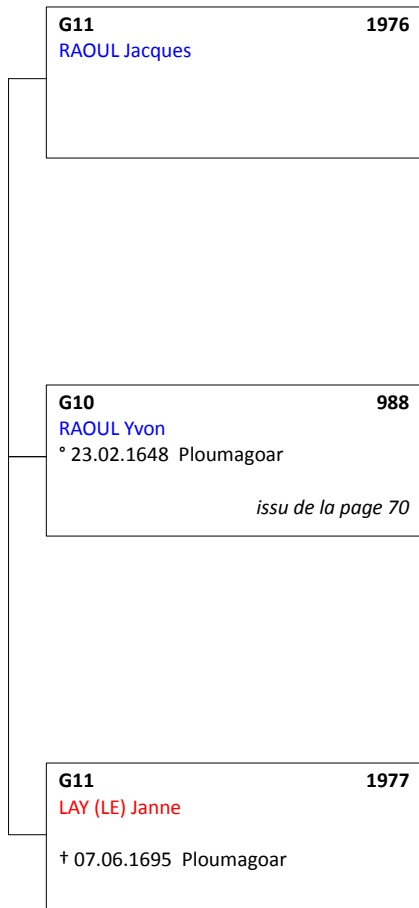 G11 1976
RAOUL Jacques
G10 988
RAOUL Yvon
° 23.02.1648 Ploumagoar
issu de la page 70
G11 1977
LAY (LE) Janne
† 07.06.1695 Ploumagoar